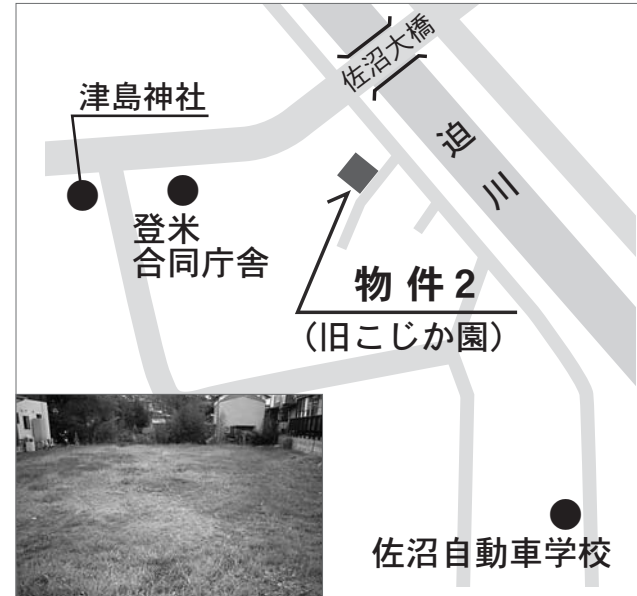 佐沼大橋
津島神社
迫川
登米
合同庁舎
物件2
（旧こじか園）
佐沼自動車学校